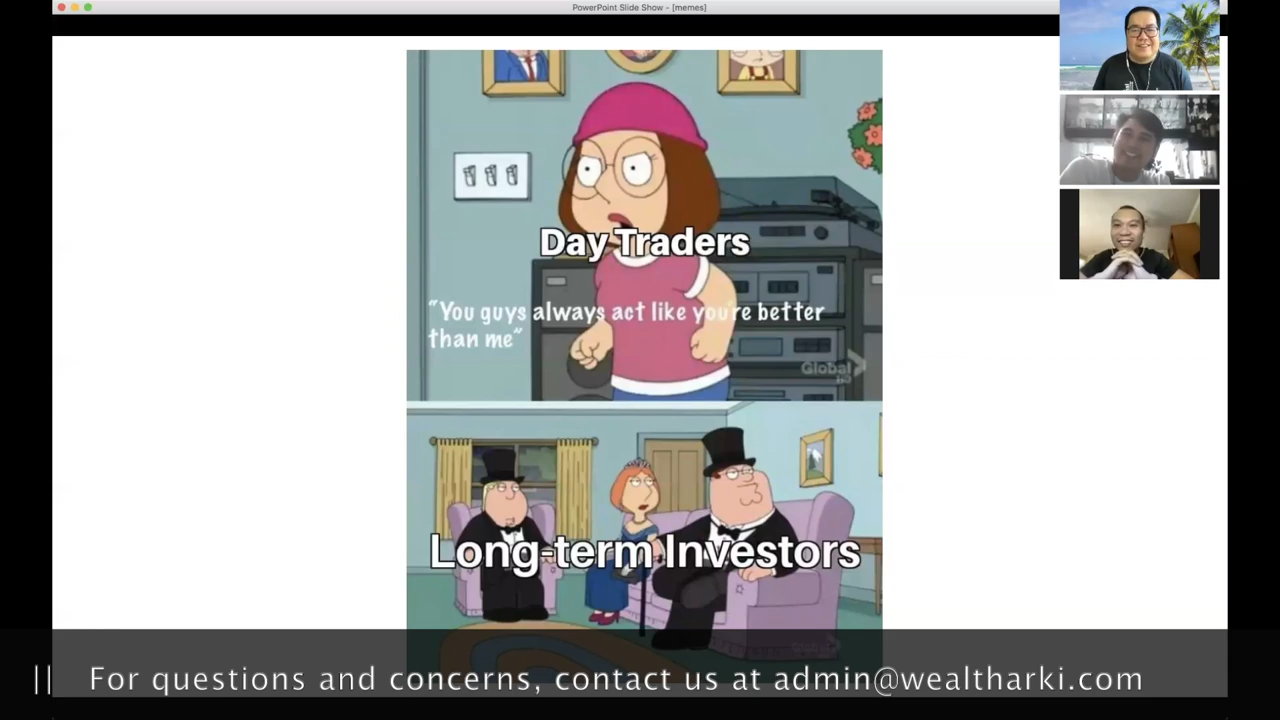 PowerPoint Slide Show - [memes]
Day Traders
"You guys always act like you're better
than me"
Global
HD
Long-term Investors
|| For questions and concerns, contact us at admin@wealtharki.com